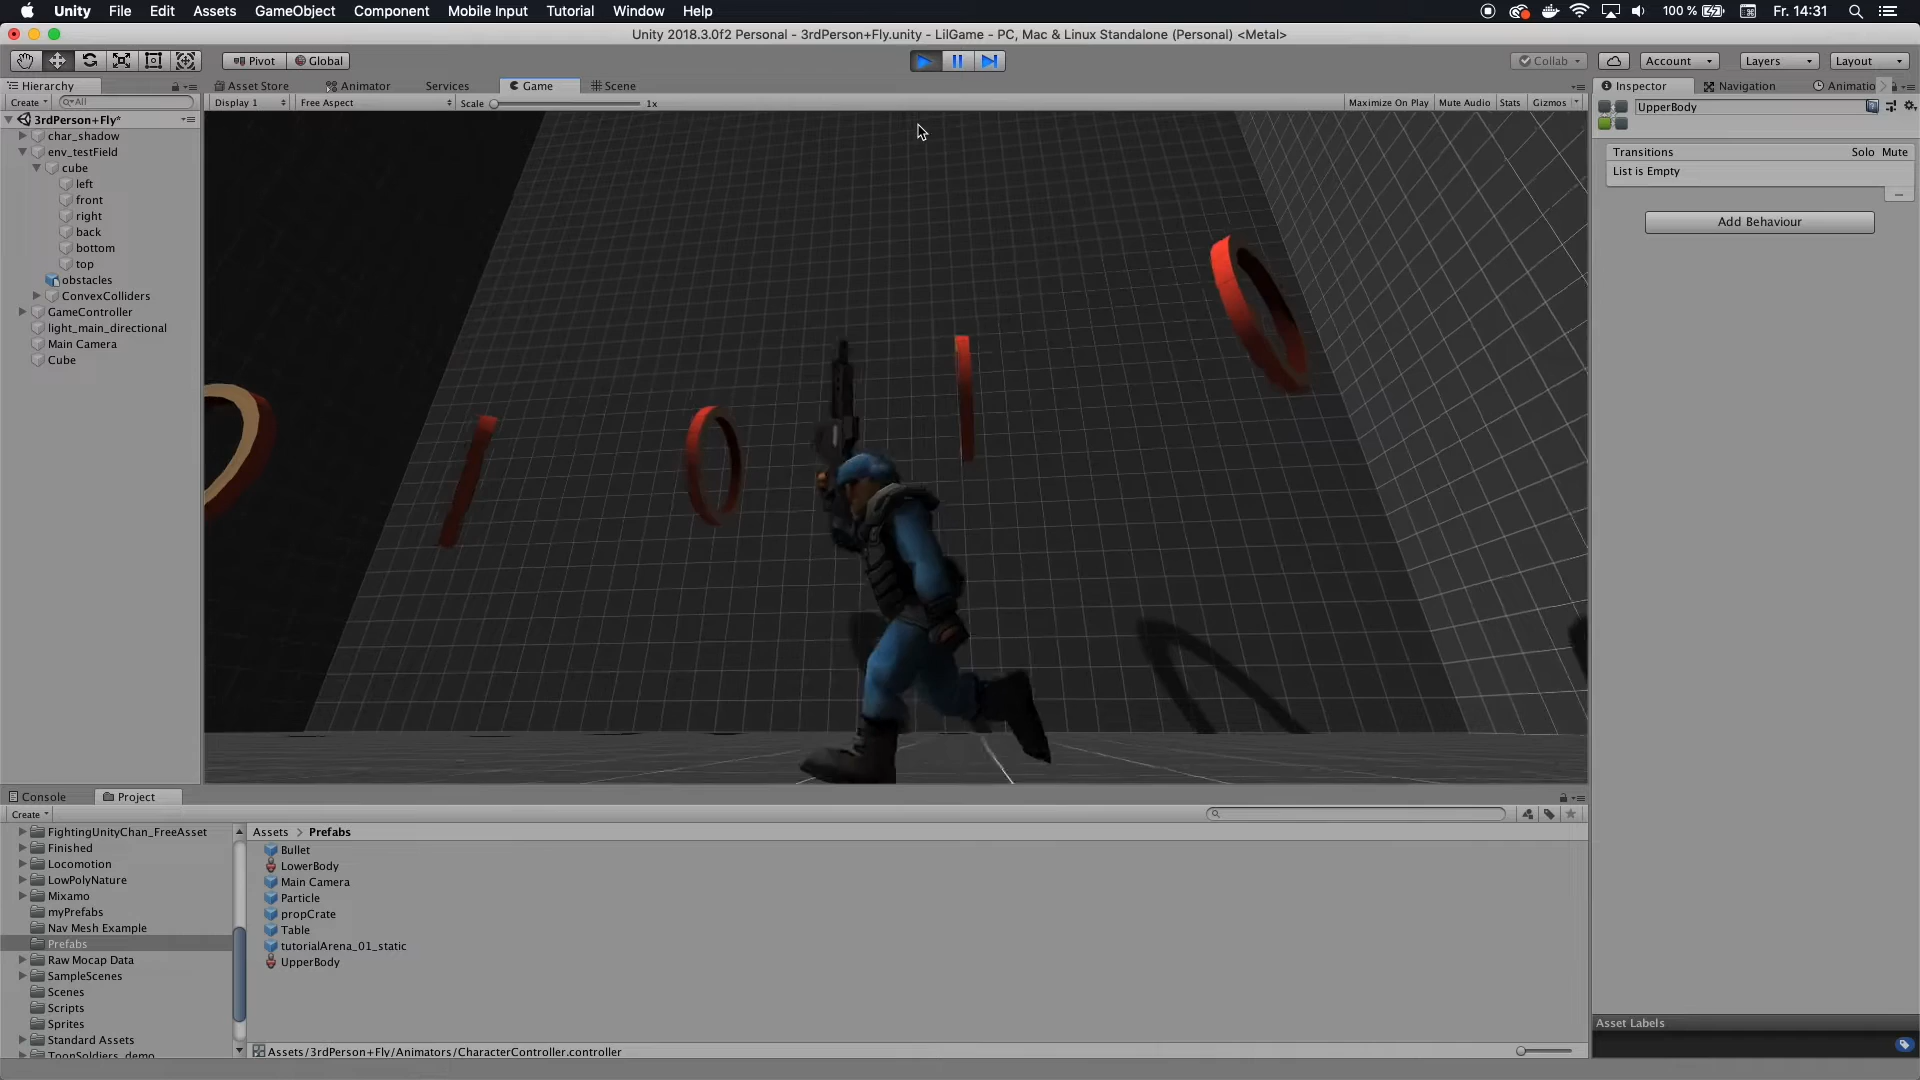 Unity File Edit Assets GameObject Component Mobile Input Tutorial Window Help 100 % Fr. 14:31
Unity 2018.3.0f2 Personal - 3rdPerson+Fly.unity - LilGame - PC, Mac & Linux Standalone (Personal) <Metal>
Pivot Global Collab Account Layers Layout
Hierarchy Asset Store Animator Services Game Scene Inspector Navigation Animatio
Create All Display 1 Free Aspect Scale 1x Maximize On Play Mute Audio Stats Gizmos UpperBody
3rdPerson+Fly*
char_shadow
env_testField
cube
left
front
right
back
bottom
top
obstacles
ConvexColliders
GameController
light_main_directional
Main Camera
Cube
Transitions Solo Mute
List is Empty
Add Behaviour
Console Project
Create
FightingUnityChan_FreeAsset
Finished
Locomotion
LowPolyNature
Mixamo
myPrefabs
Nav Mesh Example
Prefabs
Raw Mocap Data
SampleScenes
Scenes
Scripts
Sprites
Standard Assets
ToonSoldiers_demo
Assets > Prefabs
Bullet
LowerBody
Main Camera
Particle
propCrate
Table
tutorialArena_01_static
UpperBody
Assets/3rdPerson+Fly/Animators/CharacterController.controller
Asset Labels